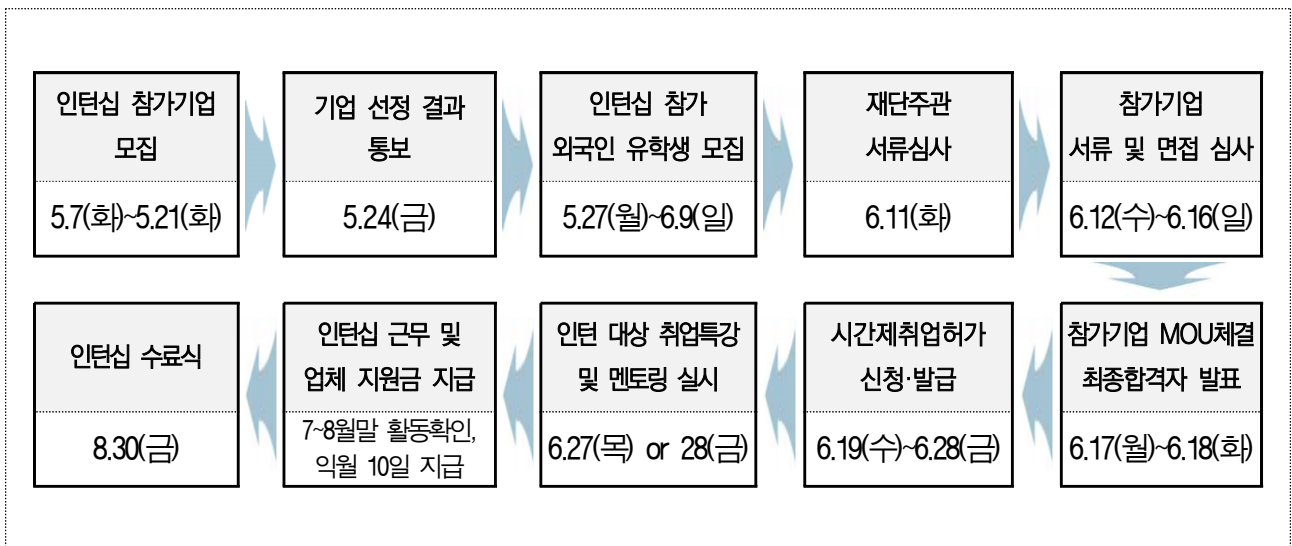 인턴십 참가기업
모집
5.7(화)~5.21(화)
기업 선정 결과
통보
5.24(금)
인턴십 참가
외국인 유학생 모집
5.27(월)~6.9(일)
재단주관
서류심사
6.11(화)
참가기업
서류 및 면접 심사
6.12(수)~6.16(일)
참가기업 MOU체결
최종합격자 발표
6.17(월)~6.18(화)
시간제취업허가
신청·발급
6.19(수)~6.28(금)
인턴 대상 취업특강
및 멘토링 실시
6.27(목) or 28(금)
인턴십 근무 및
업체 지원금 지급
7~8월말 활동확인,
익월 10일 지급
인턴십 수료식
8.30(금)